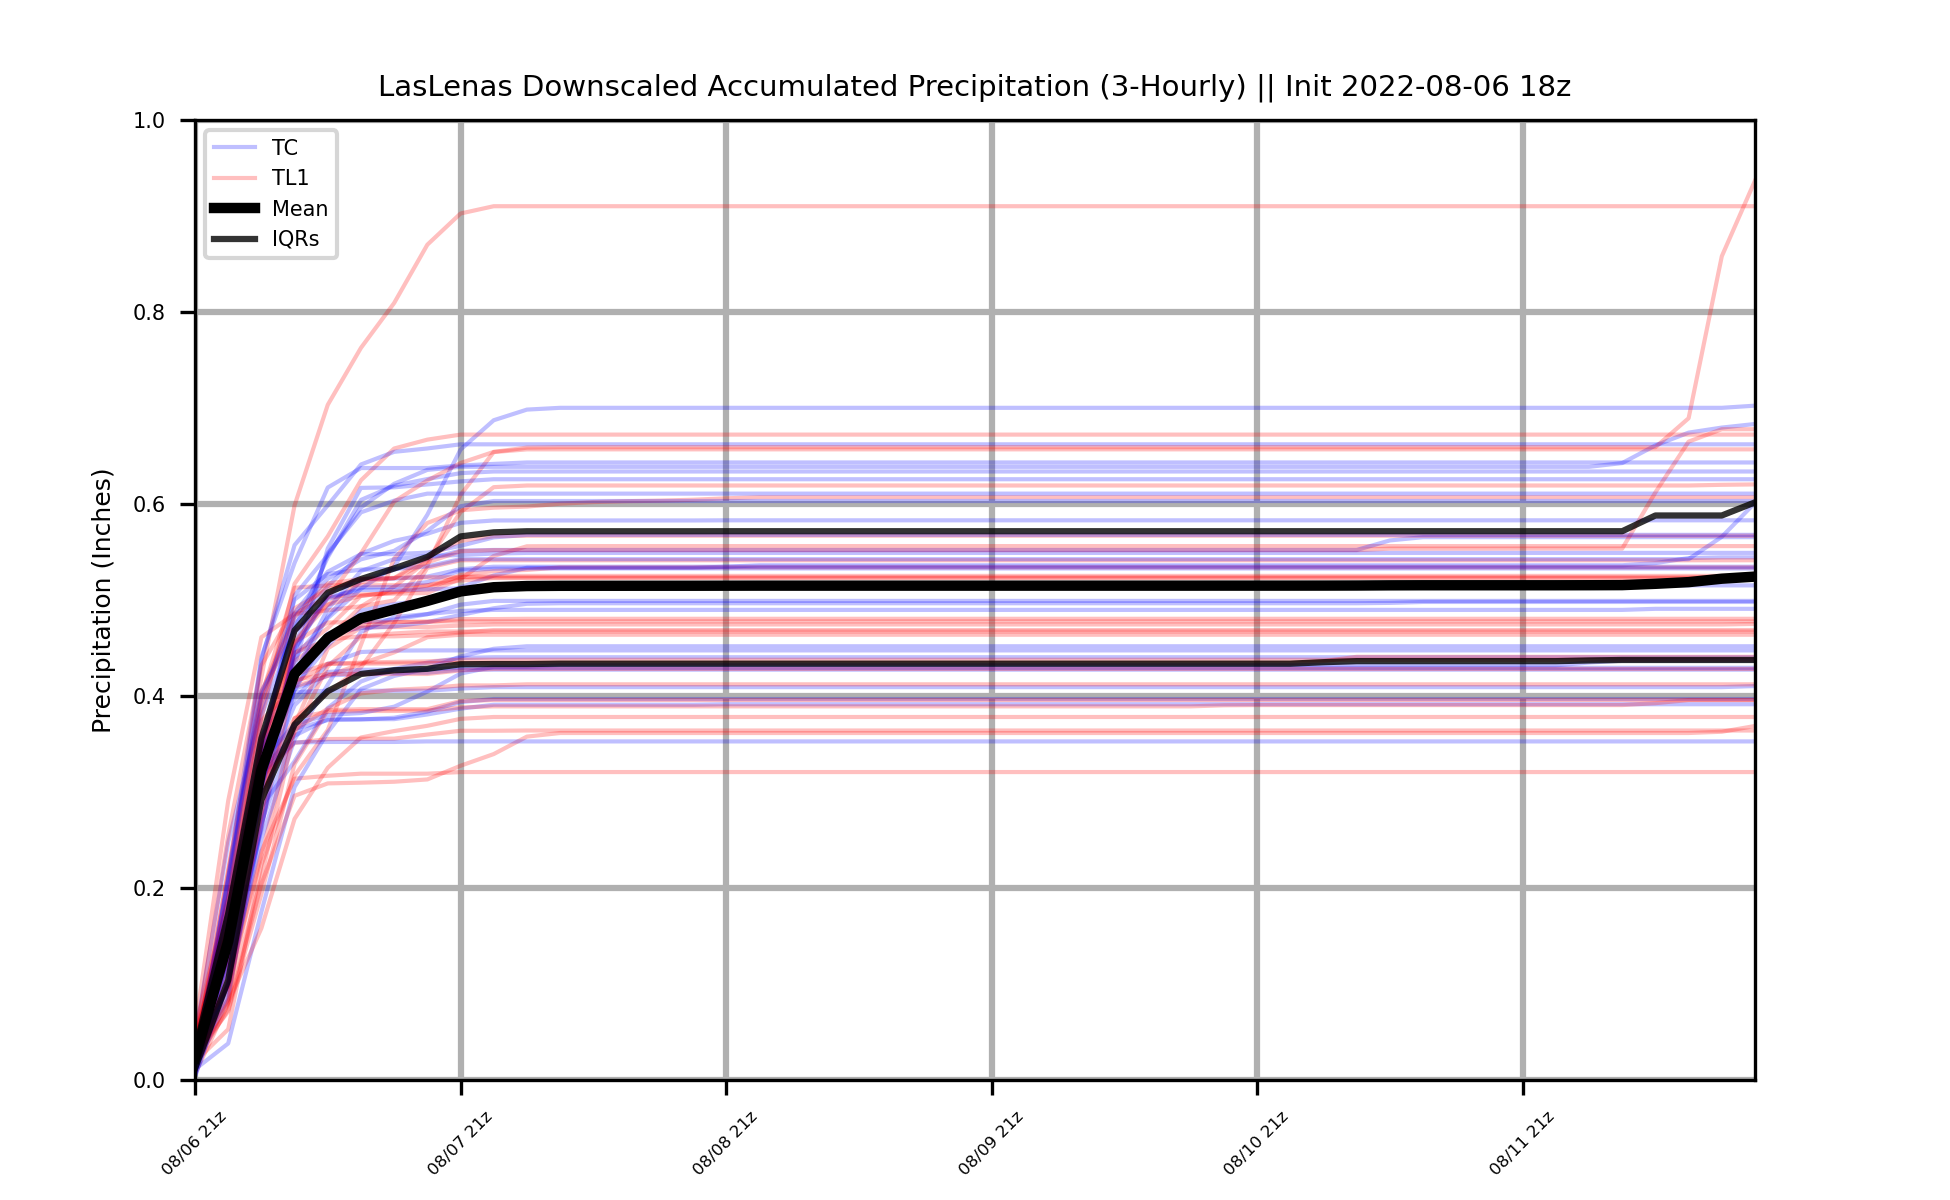 LasLenas Downscaled Accumulated Precipitation (3-Hourly) || Init 2022-08-06 18z
TC
TL1
Mean
IQRs
Precipitation (Inches)
1.0
0.8
0.6
0.4
0.2
0.0
08/06 21z
08/07 21z
08/08 21z
08/09 21z
08/10 21z
08/11 21z